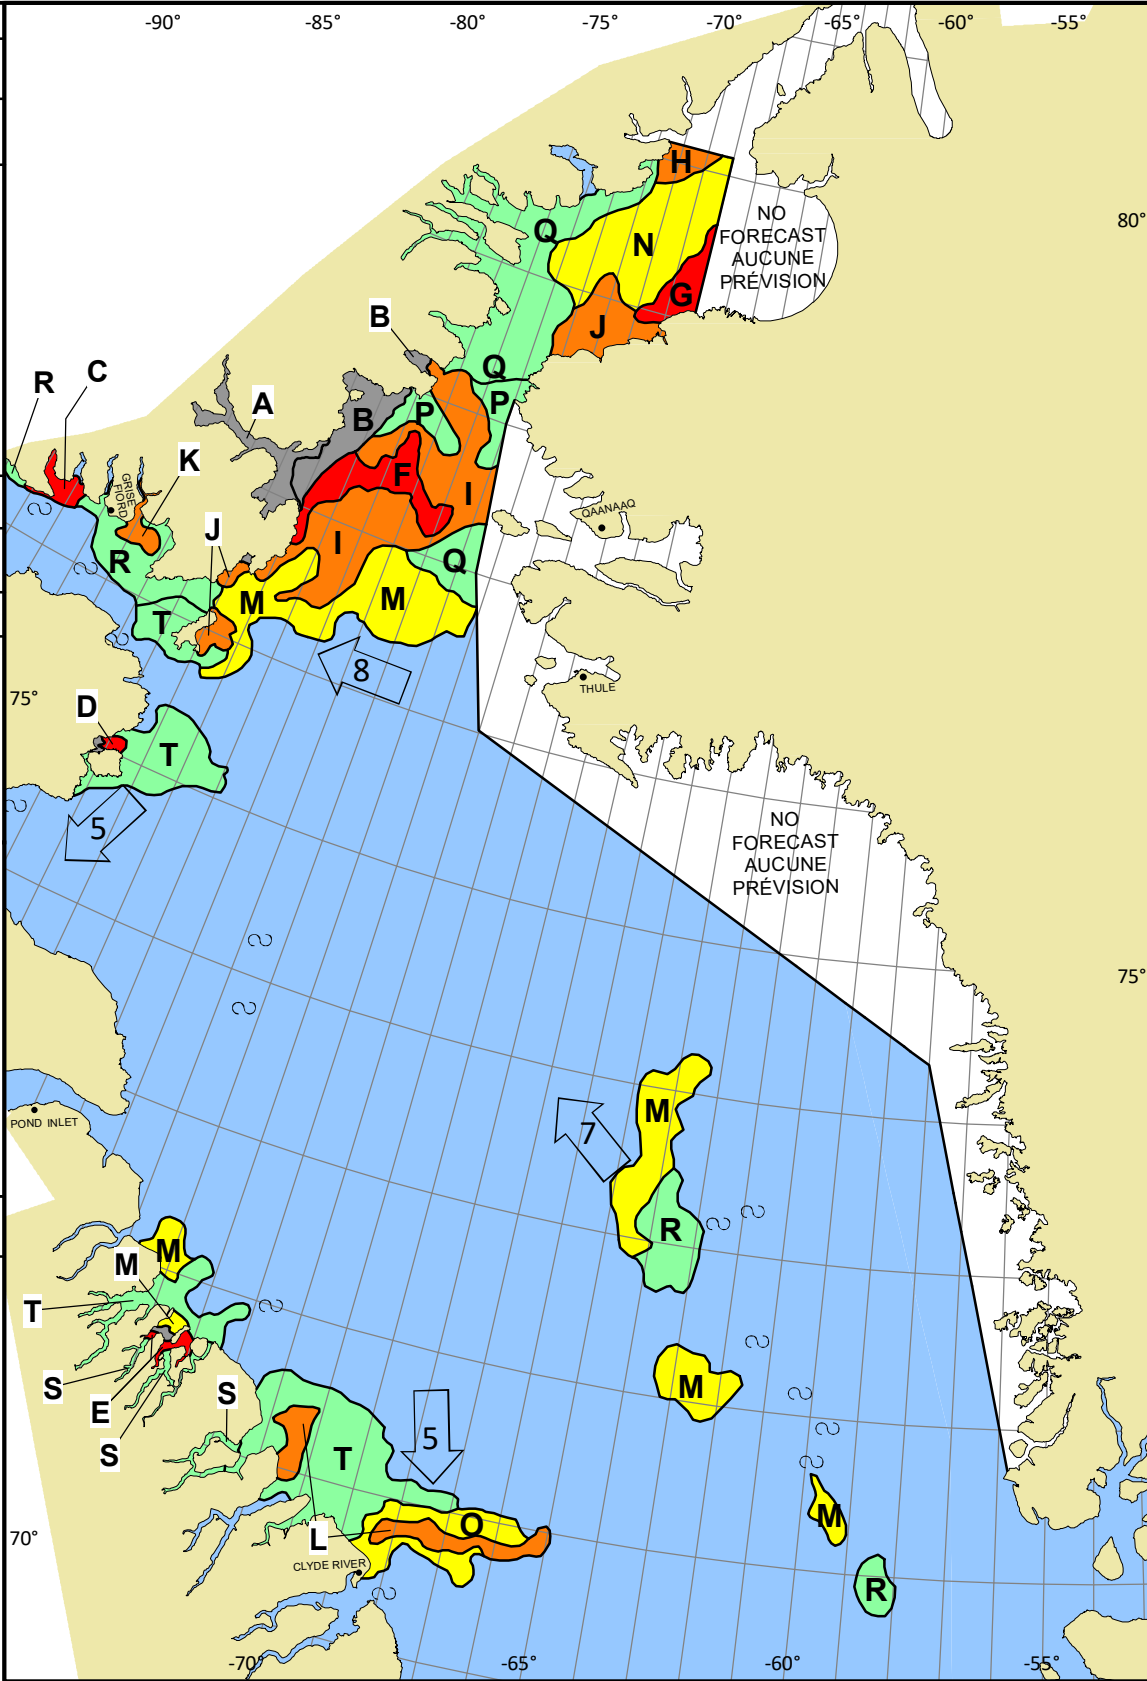 -90°
-85°
-80°
-75°
-70°
-65°
-60°
-55°
H
NO
FORECAST
AUCUNE
PRÉVISION
80°
Q
N
G
B
J
R
C
Q
A
B
P
P
K
F
GRISE
FIORD
I
QAANAAQ
J
R
I
Q
M
M
T
8
THULE
75°
D
T
5
NO
FORECAST
AUCUNE
PRÉVISION
75°
M
POND INLET
7
R
M
M
T
S
E
S
S
M
5
T
L
O
M
70°
CLYDE RIVER
R
-70°
-65°
-60°
-55°